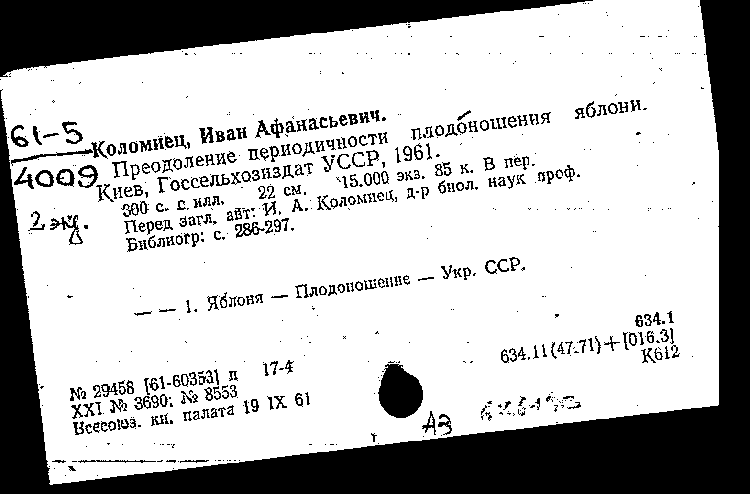 61-5
4009
2 экз.
Коломиец, Иван Афанасьевич.
Преодоление периодичности плодоношения яблони.
Киев, Госсельхозиздат УССР, 1961.
300 с. с илл. 22 см. 15.000 экз. 85 к. В пер.
Перед загл. авт: И. А. Коломиец, д-р биол. наук проф.
Библиогр: с. 286-297.
— — 1. Яблоня — Плодоношение — Укр. ССР.
634.1
634.11(47.71)+[016.3]
К612
№ 29458 [61-60353] п 17-4
XXI № 3690; № 8553
Всесоюз. кн. палата 19 IX 61
АЗ